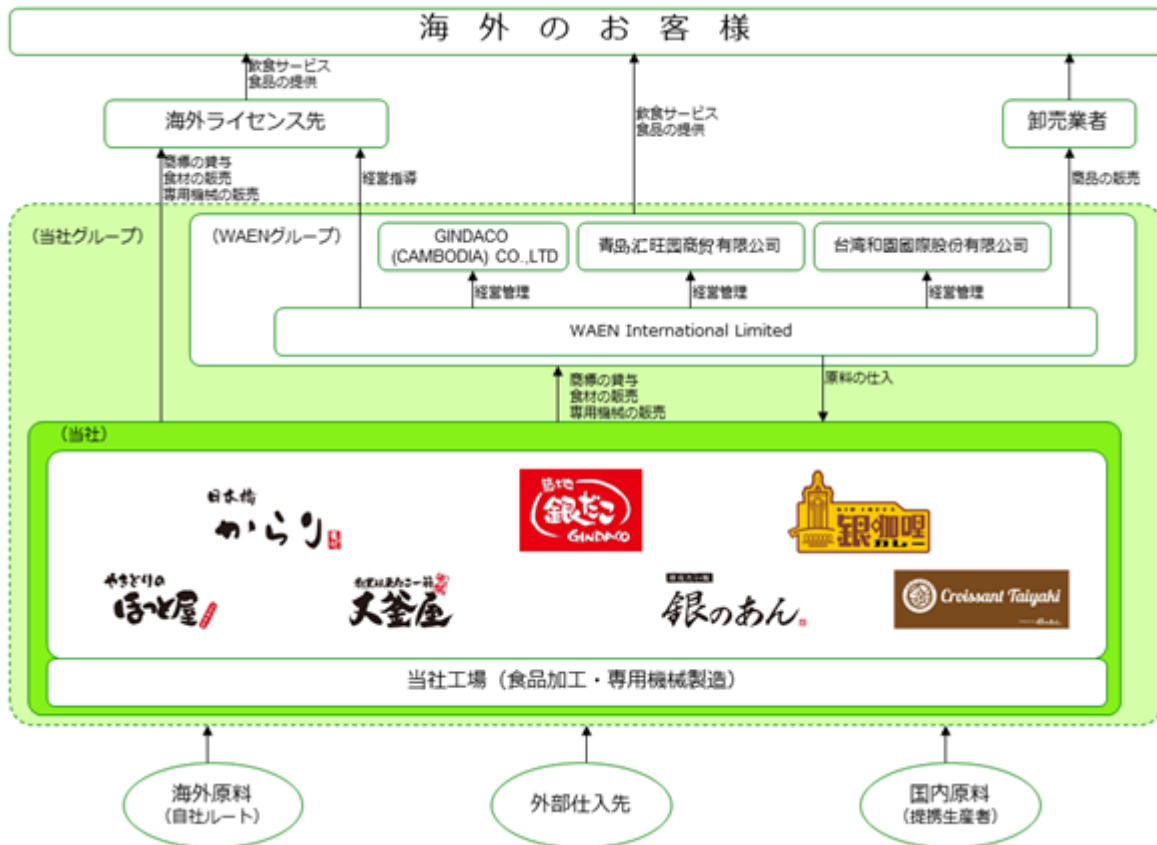 海外のお客様
飲食サービス
食品の提供
飲食サービス
食品の提供
海外ライセンス先
卸売業者
商標の貸与
食材の販売
専用機械の販売
経営指導
商品の販売
（当社グループ）
（WAENグループ）
GINDACO
(CAMBODIA) CO.,LTD
青岛汇旺园商贸有限公司
台湾和園國際股份有限公司
経営管理
経営管理
経営管理
WAEN International Limited
商標の貸与
食材の販売
専用機械の販売
原料の仕入
（当社）
日本橋
からり
築地
銀だこ
GINDACO
銀咖喱
カレー
やきとりの
ほっと屋
大釜屋
銀のあん
Croissant Taiyaki
当社工場（食品加工・専用機械製造）
海外原料
（自社ルート）
外部仕入先
国内原料
（提携生産者）